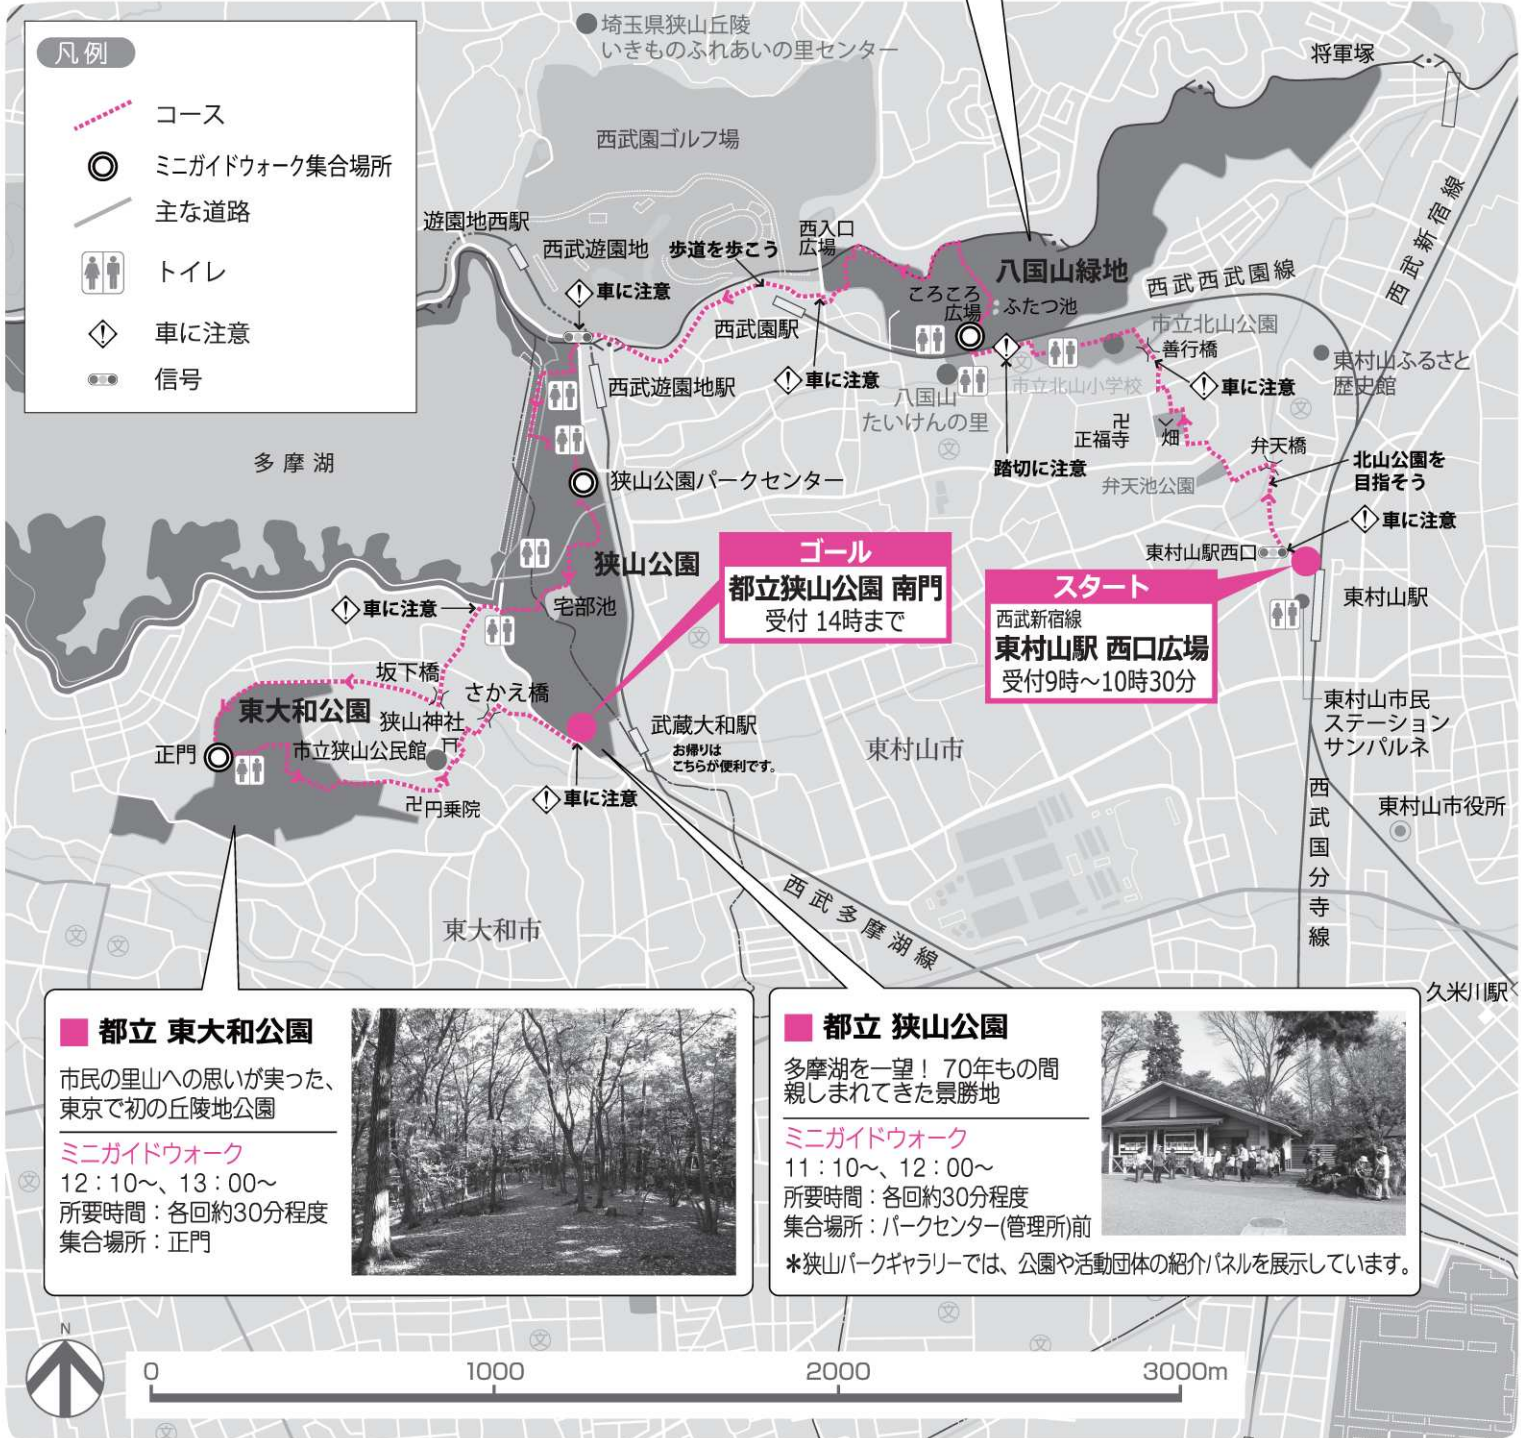 凡例
コース
ミニガイドウォーク集合場所
主な道路
トイレ
車に注意
信号
埼玉県狭山丘陵
いきものふれあいの里センター
将軍塚
西武園ゴルフ場
西武新宿線
遊園地西駅
西武遊園地
歩道を歩こう
西入口
広場
八国山緑地
西武西武園線
車に注意
ころころ
広場
ふたつ池
西武園駅
市立北山公園
善行橋
東村山ふるさと
歴史館
車に注意
西武遊園地駅
八国山
たいけんの里
市立北山小学校
車に注意
正福寺
畑
多摩湖
踏切に注意
弁天橋
北山公園を
目指そう
狭山公園パークセンター
弁天池公園
車に注意
東村山駅西口
狭山公園
ゴール
都立狭山公園 南門
受付 14時まで
スタート
西武新宿線
東村山駅 西口広場
受付9時～10時30分
東村山駅
車に注意
宅部池
坂下橋
さかえ橋
東大和公園
狭山神社
市立狭山公民館
正門
武蔵大和駅
お帰りは
こちらが便利です。
東村山市
東村山市民
ステーション
サンパルネ
車に注意
円乗院
西武国分寺線
東村山市役所
東大和市
西武多摩湖線
久米川駅
都立 東大和公園
市民の里山への思いが実った、
東京で初の丘陵地公園
ミニガイドウォーク
12：10～、13：00～
所要時間：各回約30分程度
集合場所：正門
都立 狭山公園
多摩湖を一望！ 70年もの間
親しまれてきた景勝地
ミニガイドウォーク
11：10～、12：00～
所要時間：各回約30分程度
集合場所：パークセンター(管理所)前
＊狭山パークギャラリーでは、公園や活動団体の紹介パネルを展示しています。
N
0 1000 2000 3000m